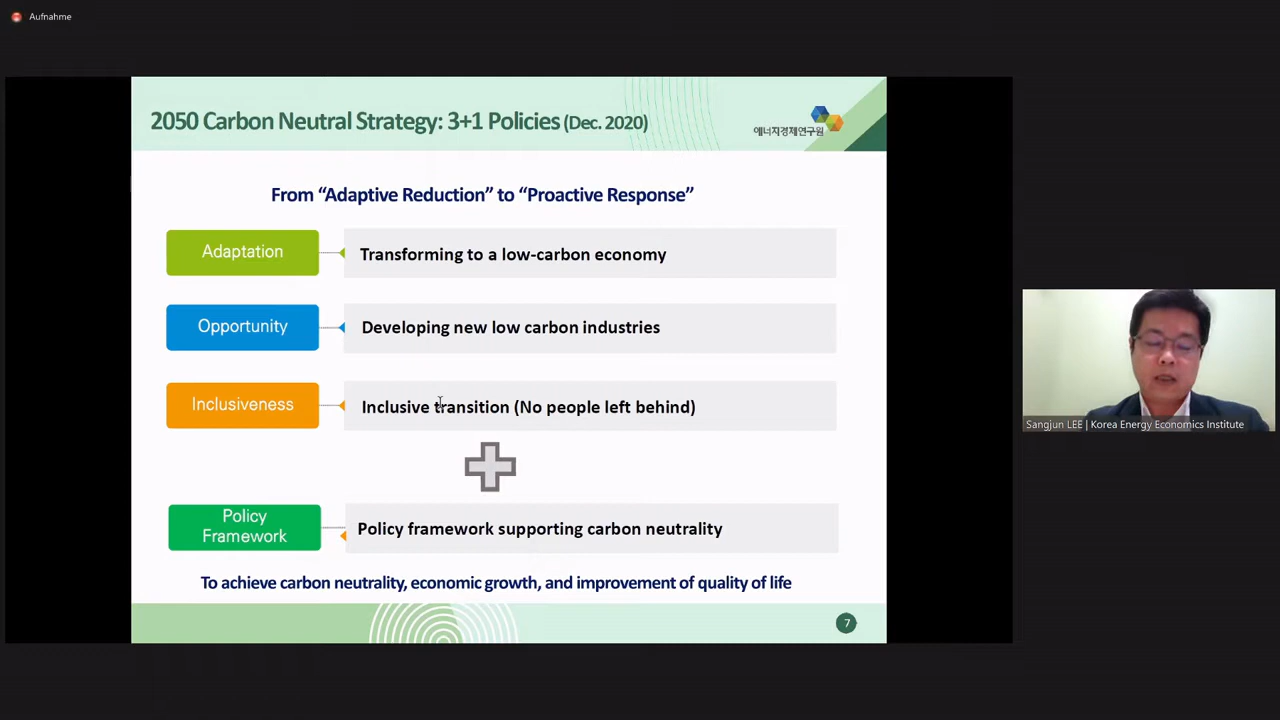 Aufnahme
2050 Carbon Neutral Strategy: 3+1 Policies (Dec. 2020)
에너지경제연구원
From “Adaptive Reduction” to “Proactive Response”
Adaptation
Transforming to a low-carbon economy
Opportunity
Developing new low carbon industries
Inclusiveness
Inclusive transition (No people left behind)
Policy
Framework
Policy framework supporting carbon neutrality
To achieve carbon neutrality, economic growth, and improvement of quality of life
7
Sangjun LEE | Korea Energy Economics Institute